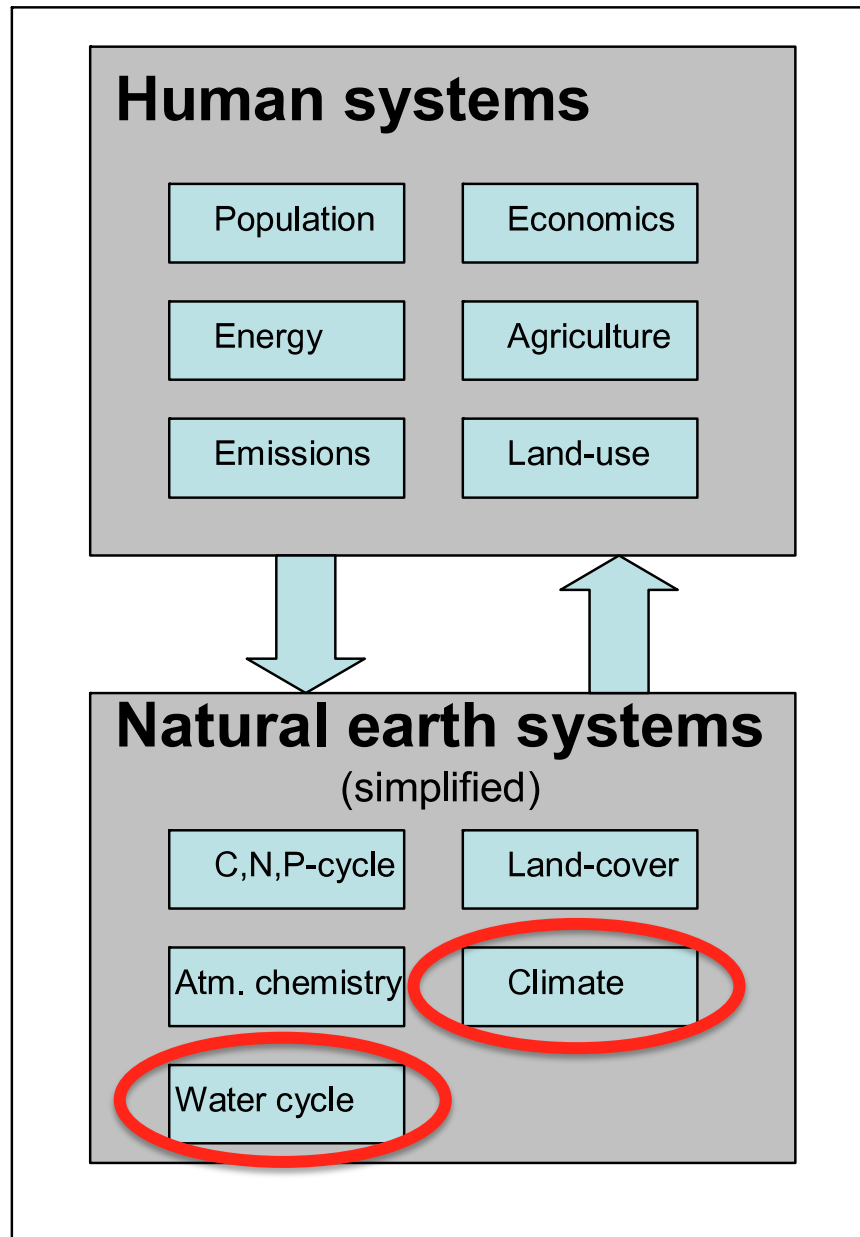 Human systems
Population
Economics
Energy
Agriculture
Emissions
Land-use
Natural earth systems
(simplified)
C,N,P-cycle
Land-cover
Atm. chemistry
Climate
Water cycle